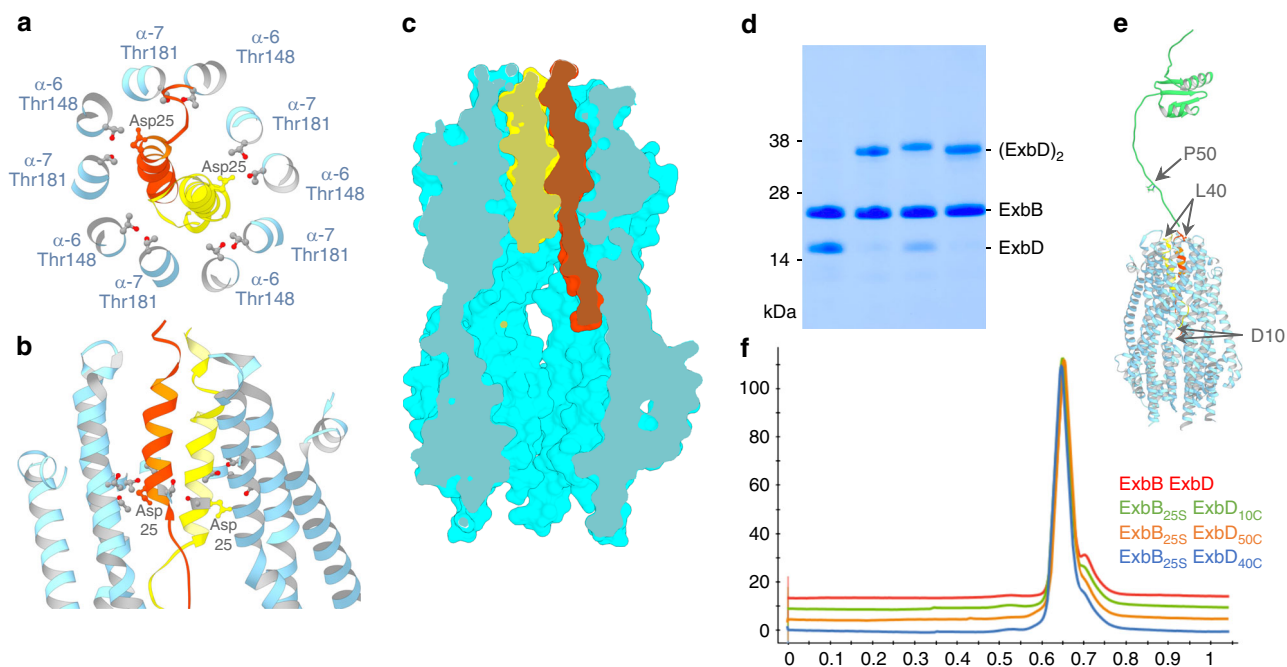 a
α-7
Thr181
α-6
Thr148
α-6
Thr148
Asp25
α-7
Thr181
Asp25
α-7
Thr181
α-6
Thr148
α-6
Thr148
α-7
Thr181
α-7
Thr181
α-6
Thr148
b
Asp
25
Asp
25
c
d
38
28
14
kDa
(ExbD)₂
ExbB
ExbD
e
P50
L40
D10
f
100
80
60
40
20
0
0 0.1 0.2 0.3 0.4 0.5 0.6 0.7 0.8 0.9 1
ExbB ExbD
ExbB₂₅S ExbD₁₀C
ExbB₂₅S ExbD₅₀C
ExbB₂₅S ExbD₄₀C